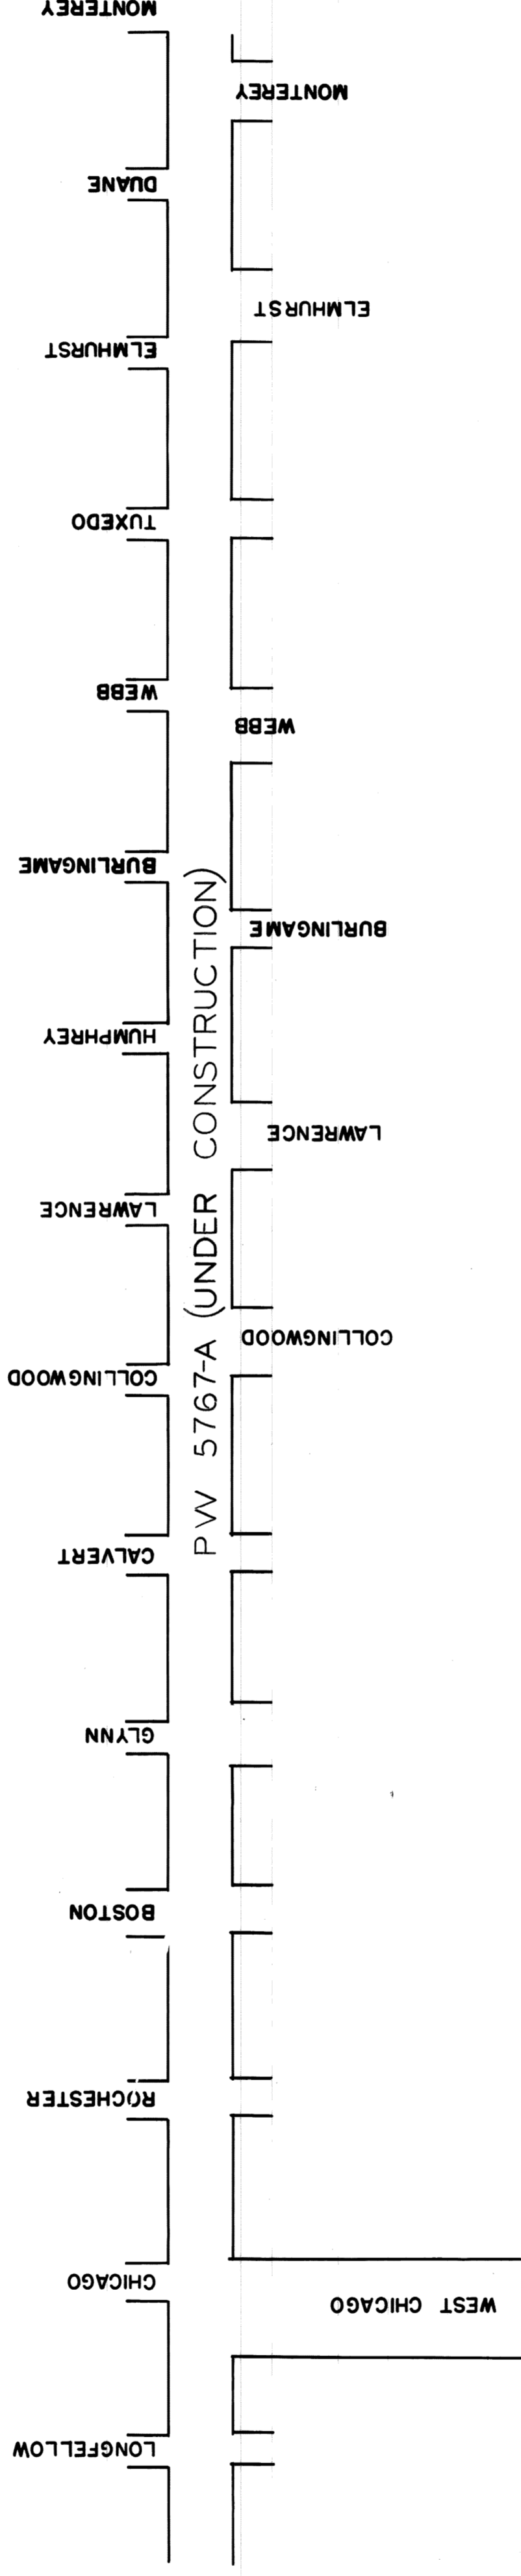 MONTEREY
MONTEREY
DUANE
ELMHURST
ELMHURST
TUXEDO
WEBB
WEBB
BURLINGAME
BURLINGAME
HUMPHREY
LAWRENCE
LAWRENCE
COLLINGWOOD
COLLINGWOOD
PW 5767-A (UNDER CONSTRUCTION)
CALVERT
GLYNN
BOSTON
ROCHESTER
CHICAGO
WEST CHICAGO
LONGFELLOW